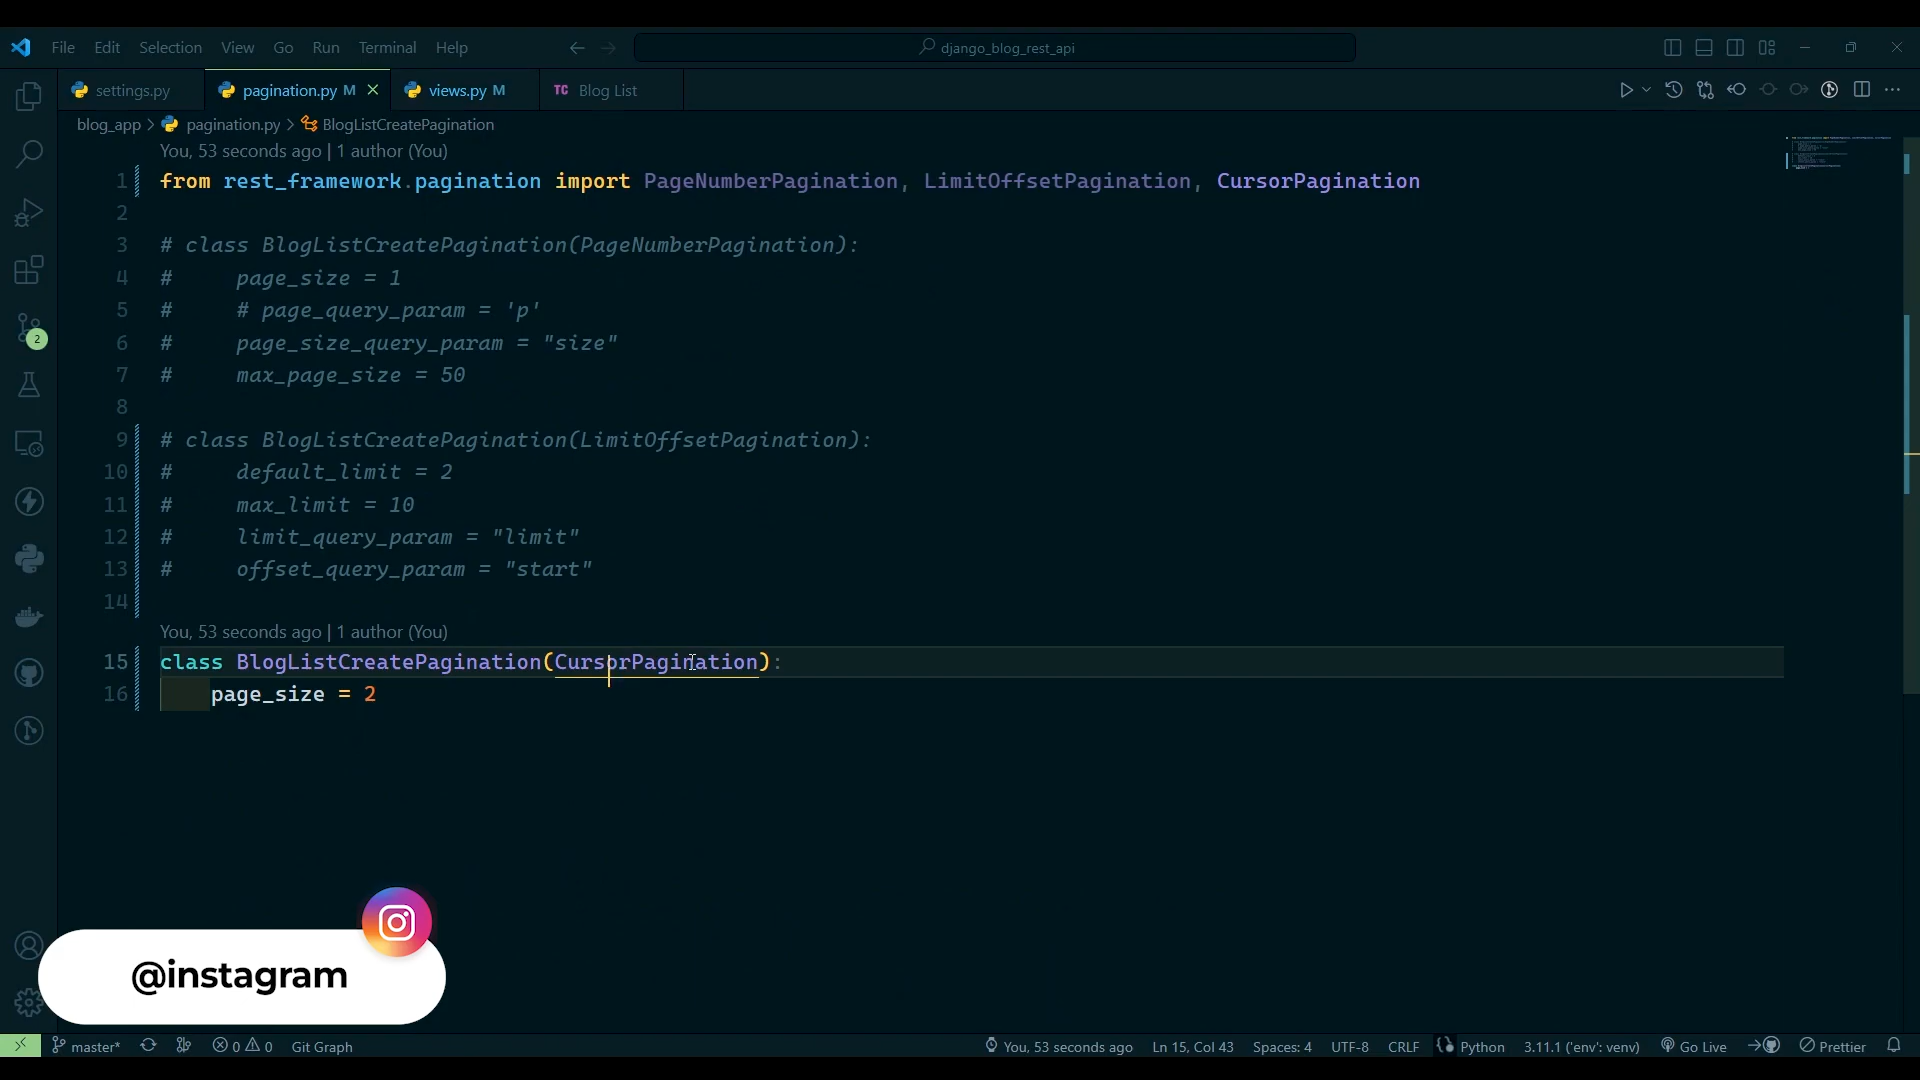 File Edit Selection View Go Run Terminal Help django_blog_rest_api
settings.py pagination.py M views.py M TC Blog List
blog_app > pagination.py > BlogListCreatePagination
You, 53 seconds ago | 1 author (You)
1 from rest_framework.pagination import PageNumberPagination, LimitOffsetPagination, CursorPagination
2
3 # class BlogListCreatePagination(PageNumberPagination):
4 #     page_size = 1
5 #     # page_query_param = 'p'
6 #     page_size_query_param = "size"
7 #     max_page_size = 50
8
9 # class BlogListCreatePagination(LimitOffsetPagination):
10 #     default_limit = 2
11 #     max_limit = 10
12 #     limit_query_param = "limit"
13 #     offset_query_param = "start"
14
You, 53 seconds ago | 1 author (You)
15 class BlogListCreatePagination(CursorPagination):
16     page_size = 2
2
@instagram
master* 0 0 Git Graph You, 53 seconds ago Ln 15, Col 43 Spaces: 4 UTF-8 CRLF Python 3.11.1 ('env': venv) Go Live Prettier